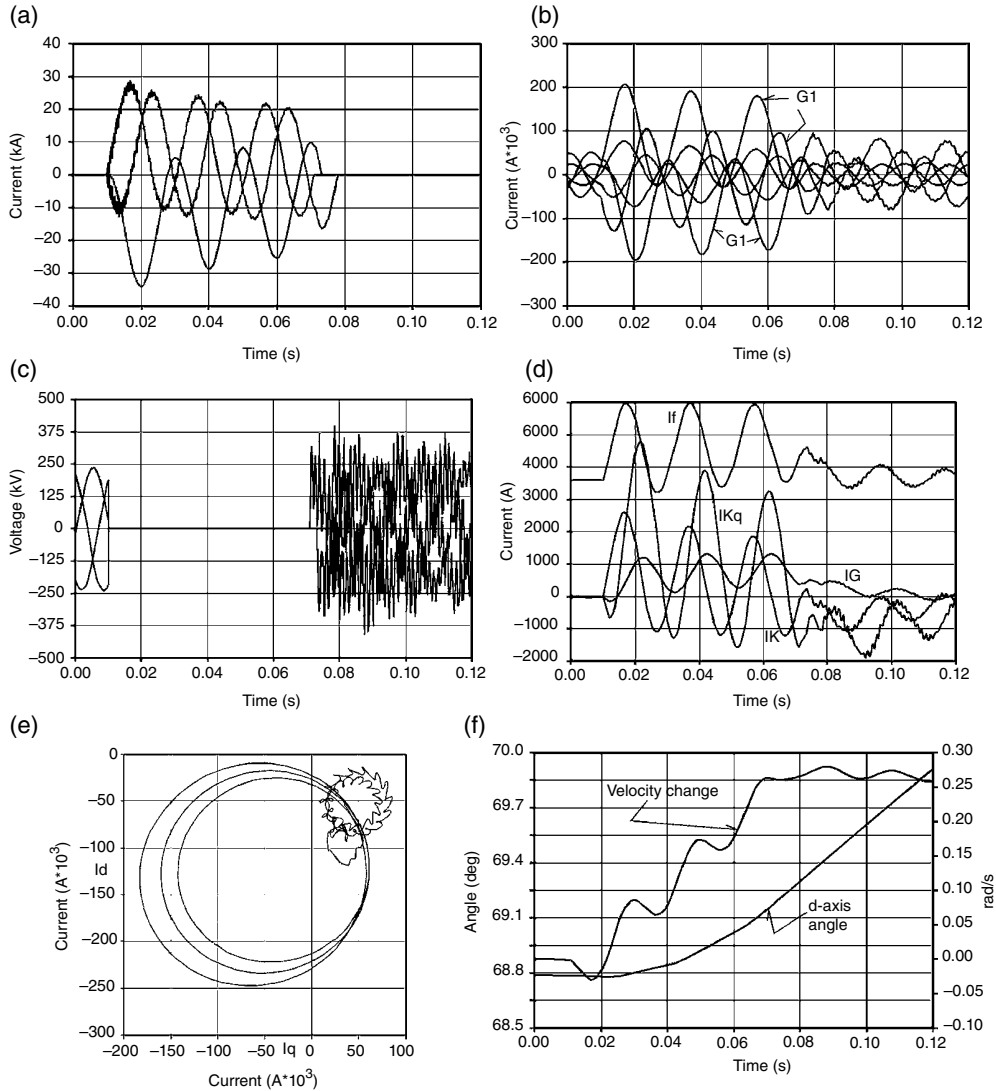 (a)
40
30
20
10
0
–10
–20
–30
–40
Current (kA)
0.00 0.02 0.04 0.06 0.08 0.10 0.12
Time (s)
(b)
300
200
100
0
–100
–200
–300
Current (A*10³)
G1
G1
0.00 0.02 0.04 0.06 0.08 0.10 0.12
Time (s)
(c)
500
375
250
125
0
–125
–250
–375
–500
Voltage (kV)
0.00 0.02 0.04 0.06 0.08 0.10 0.12
Time (s)
(d)
6000
4000
3000
2000
1000
0
–1000
–2000
Current (A)
If
IKq
IG
IK
0.00 0.02 0.04 0.06 0.08 0.10 0.12
Time (s)
(e)
0
–50
–100
–150
–200
–250
–300
Current (A*10³)
Id
–200 –100 –50 Iq 0 50 100
Current (A*10³)
(f)
70.0
69.7
69.4
69.1
68.8
68.5
Angle (deg)
Velocity change
d-axis
angle
0.30
0.25
0.20
0.15
0.10
0.05
0.00
–0.05
–0.10
rad/s
0.00 0.02 0.04 0.06 0.08 0.10 0.12
Time (s)